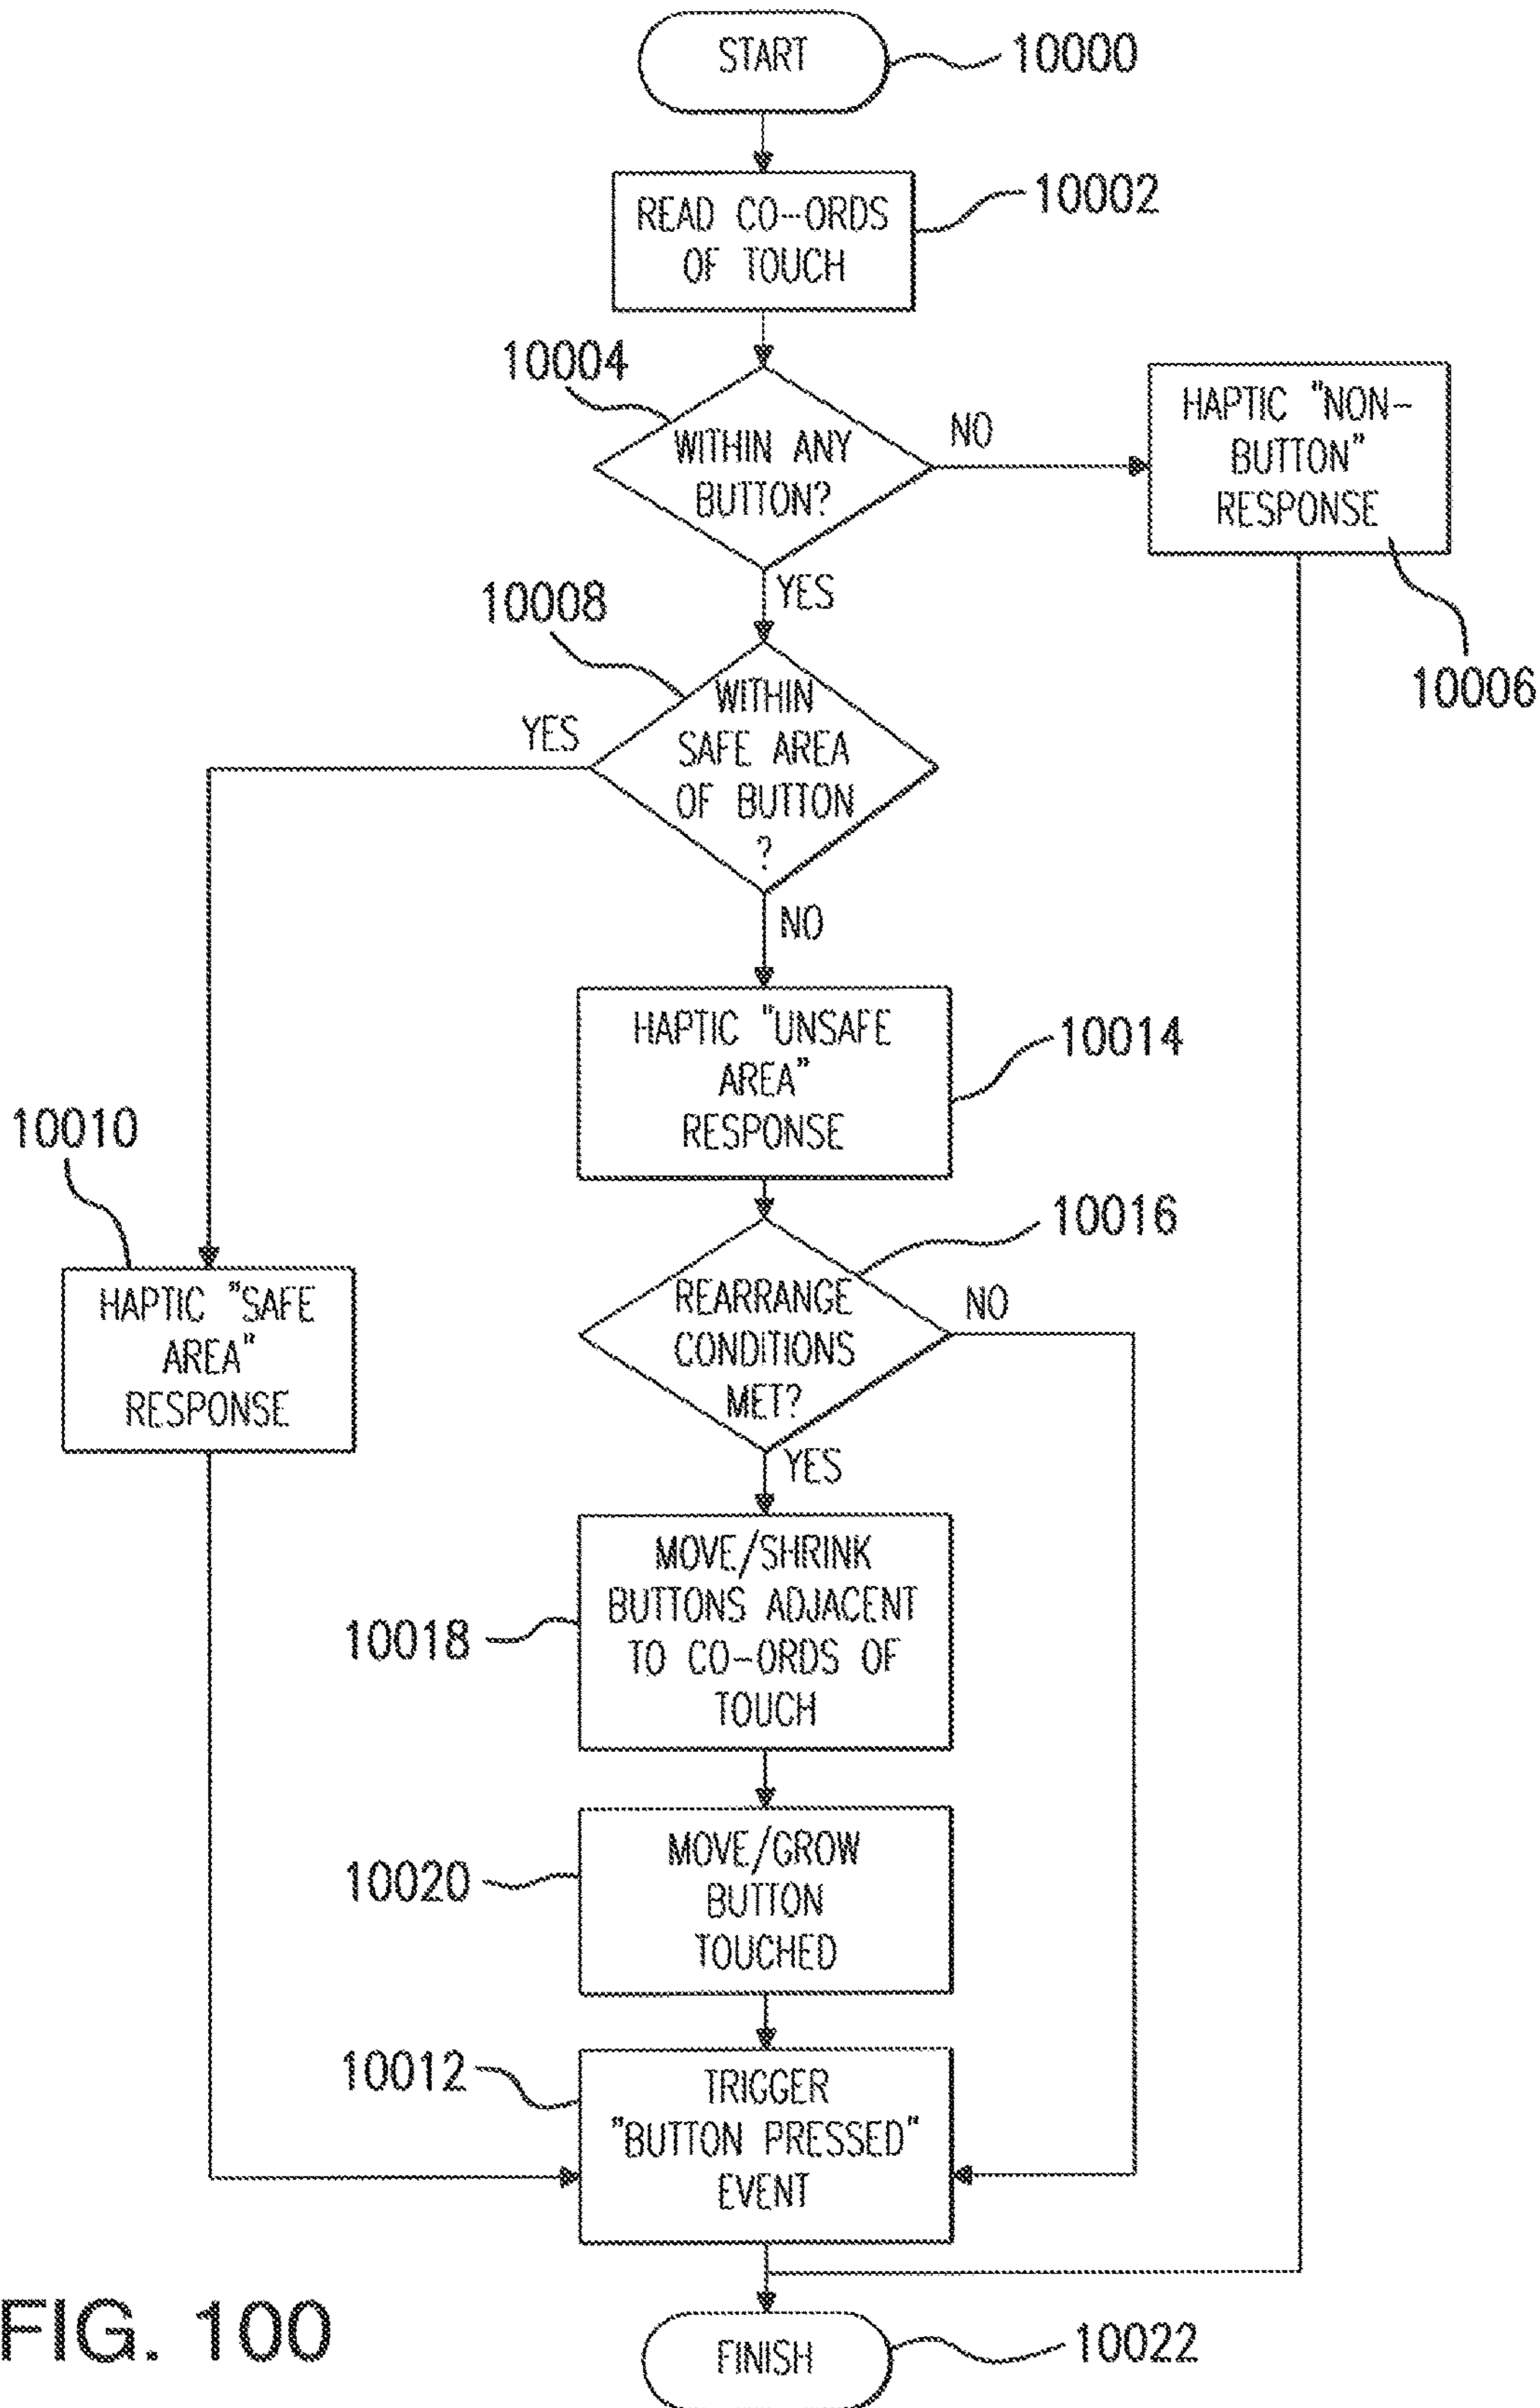 START
10000
READ CO-ORDS
OF TOUCH
10002
10004
WITHIN ANY
BUTTON?
NO
HAPTIC "NON-
BUTTON"
RESPONSE
10006
YES
10008
WITHIN
SAFE AREA
OF BUTTON
?
YES
NO
HAPTIC "UNSAFE
AREA"
RESPONSE
10014
10010
HAPTIC "SAFE
AREA"
RESPONSE
10016
REARRANGE
CONDITIONS
MET?
NO
YES
MOVE/SHRINK
BUTTONS ADJACENT
TO CO-ORDS OF
TOUCH
10018
MOVE/GROW
BUTTON
TOUCHED
10020
10012
TRIGGER
"BUTTON PRESSED"
EVENT
FINISH
10022
FIG. 100